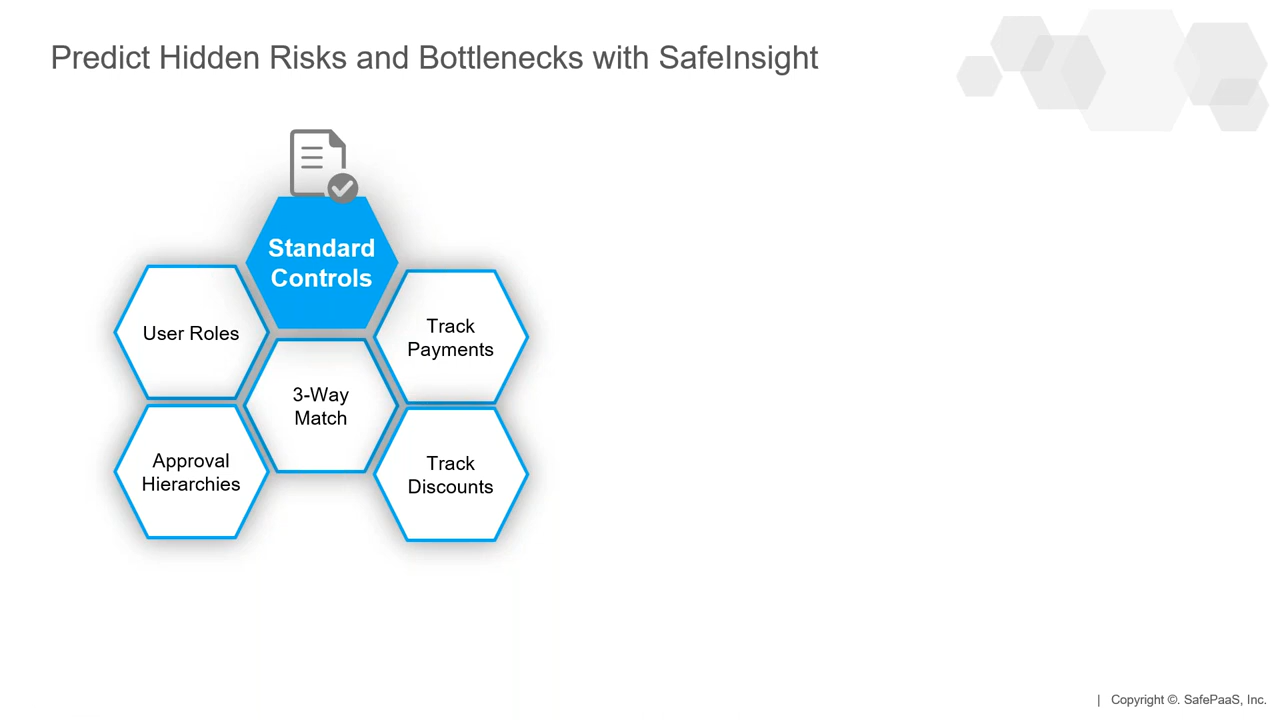 Predict Hidden Risks and Bottlenecks with SafeInsight
Standard
Controls
User Roles
Track
Payments
3-Way
Match
Approval
Hierarchies
Track
Discounts
| Copyright ©. SafePaaS, Inc.